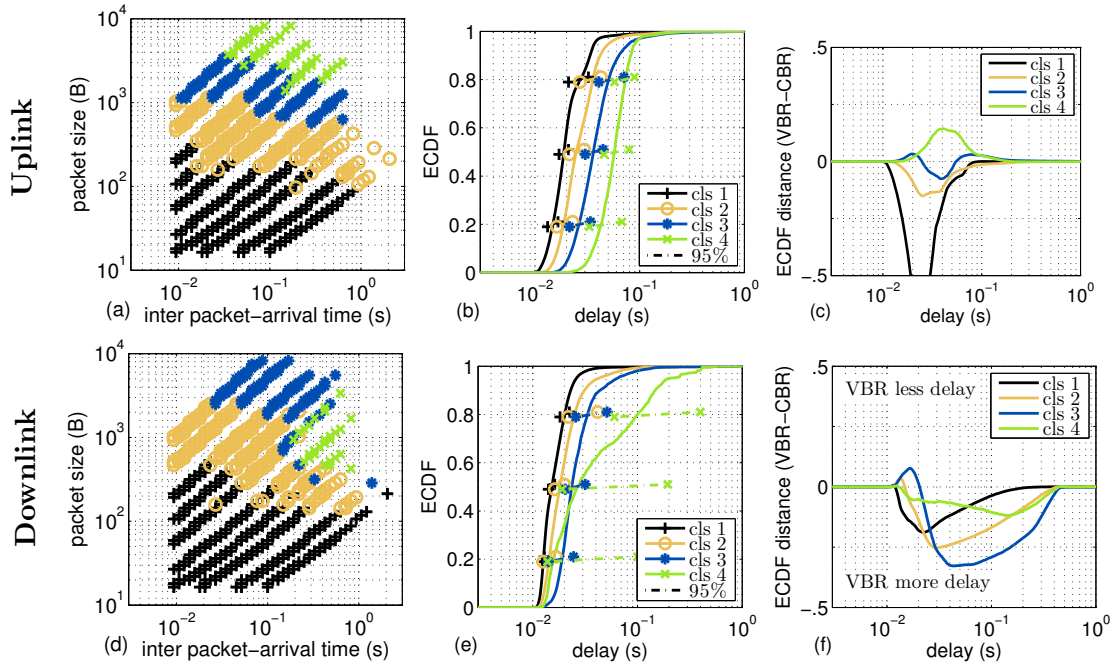 Uplink
packet size (B)
10^4
10^3
10^2
10^1
10^-2
10^-1
10^0
(a)
inter packet−arrival time (s)
ECDF
1
0.8
0.6
0.4
0.2
0
cls 1
cls 2
cls 3
cls 4
95%
10^-2
10^-1
10^0
(b)
delay (s)
ECDF distance (VBR−CBR)
.5
0
−.5
cls 1
cls 2
cls 3
cls 4
10^-2
10^-1
10^0
(c)
delay (s)
Downlink
packet size (B)
10^4
10^3
10^2
10^1
10^-2
10^-1
10^0
(d)
inter packet−arrival time (s)
ECDF
1
0.8
0.6
0.4
0.2
0
cls 1
cls 2
cls 3
cls 4
95%
10^-2
10^-1
10^0
(e)
delay (s)
ECDF distance (VBR−CBR)
.5
0
−.5
VBR less delay
cls 1
cls 2
cls 3
cls 4
VBR more delay
10^-2
10^-1
10^0
(f)
delay (s)